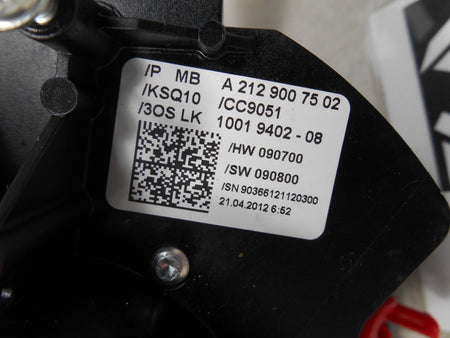 /P MB A 212 900 75 02
/KSQ10 /CC9051
/3OS LK 1001 9402 - 08
/HW 090700
/SW 090800
/SN 90366121120300
21.04.2012 6:52